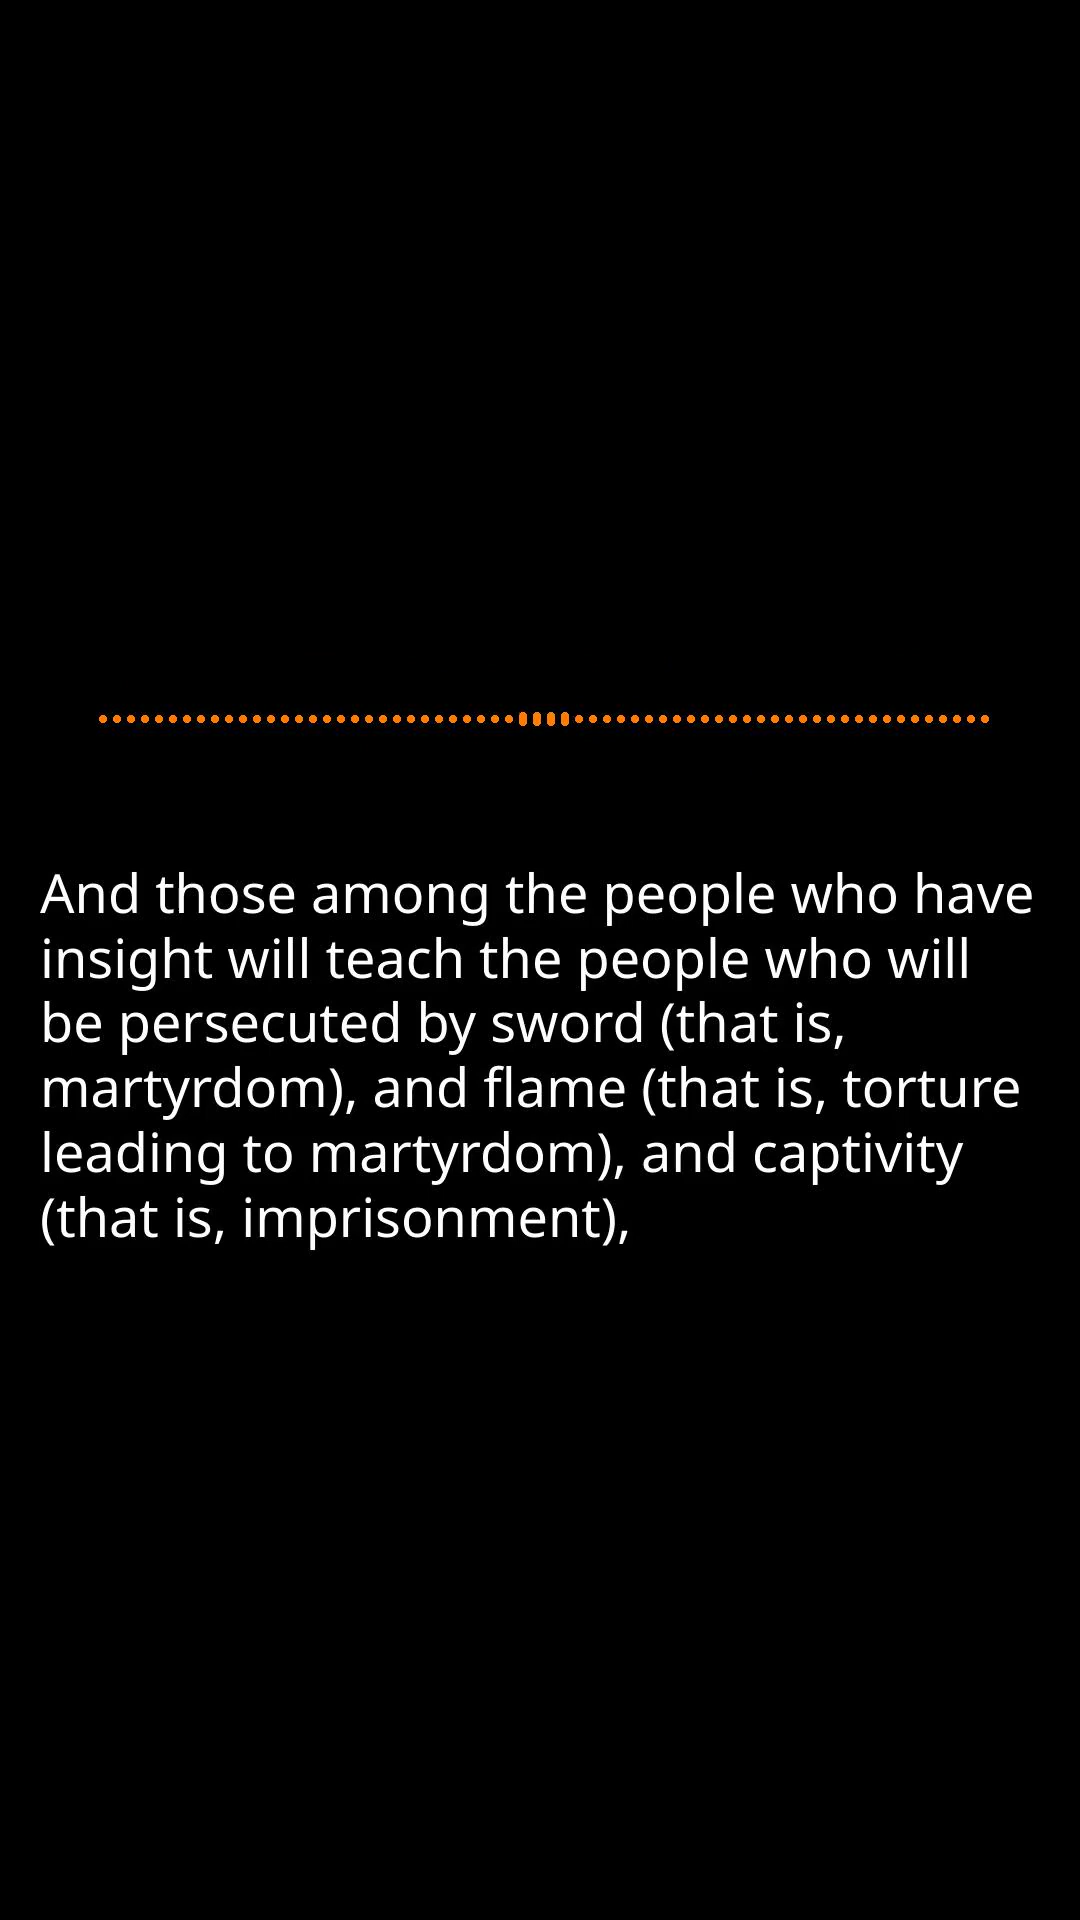 And those among the people who have
insight will teach the people who will
be persecuted by sword (that is,
martyrdom), and flame (that is, torture
leading to martyrdom), and captivity
(that is, imprisonment),